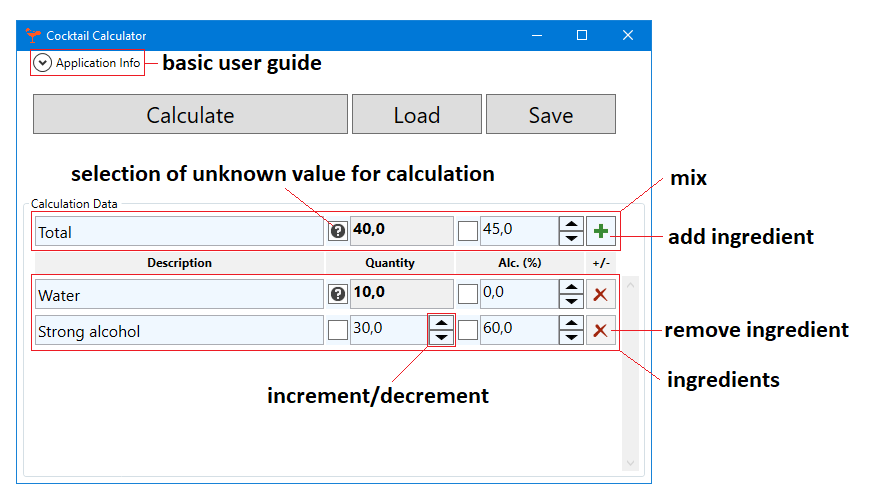 Cocktail Calculator
Application Info
basic user guide
Calculate
Load
Save
selection of unknown value for calculation
mix
Calculation Data
Total
40,0
45,0
add ingredient
Description
Quantity
Alc. (%)
+/-
Water
10,0
0,0
Strong alcohol
30,0
60,0
remove ingredient
ingredients
increment/decrement